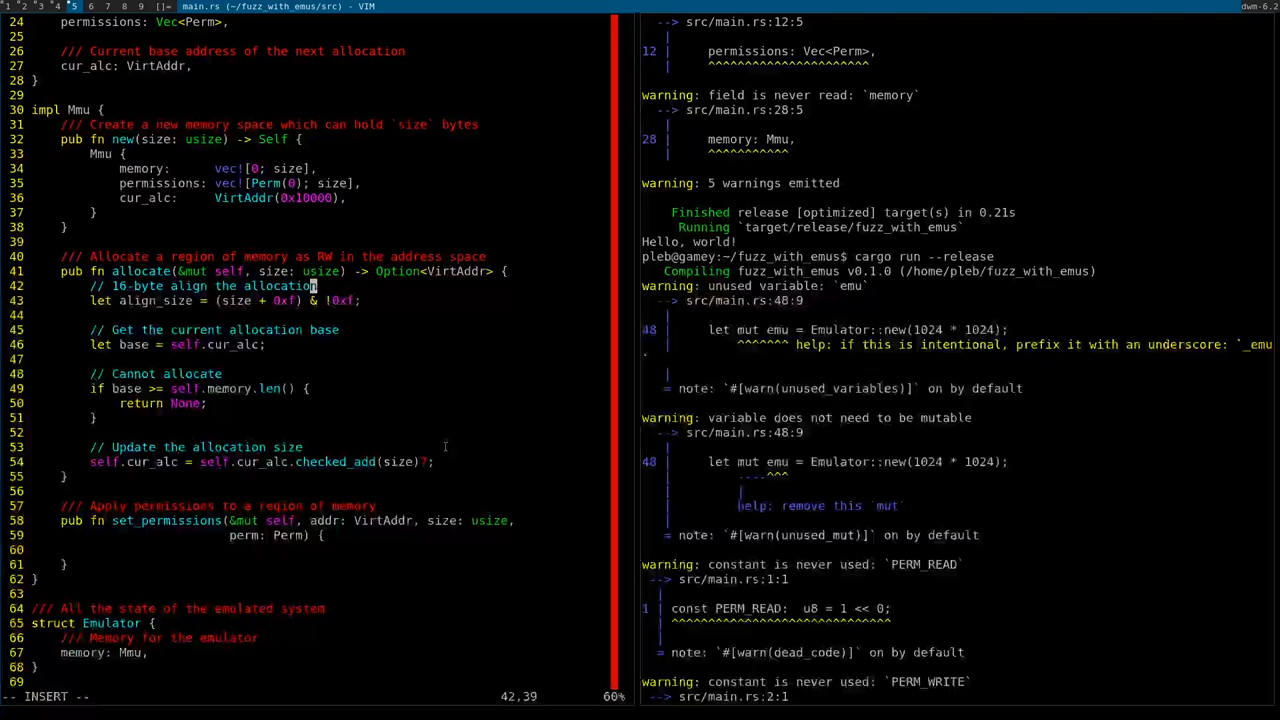 1 2 3 4 5 6 7 8 9 []= main.rs (~/fuzz_with_emus/src) - VIM dwm-6.2
24     permissions: Vec<Perm>,
25
26     /// Current base address of the next allocation
27     cur_alc: VirtAddr,
28 }
29
30 impl Mmu {
31     /// Create a new memory space which can hold `size` bytes
32     pub fn new(size: usize) -> Self {
33         Mmu {
34             memory:      vec![0; size],
35             permissions: vec![Perm(0); size],
36             cur_alc:     VirtAddr(0x10000),
37         }
38     }
39
40     /// Allocate a region of memory as RW in the address space
41     pub fn allocate(&mut self, size: usize) -> Option<VirtAddr> {
42         // 16-byte align the allocation
43         let align_size = (size + 0xf) & !0xf;
44
45         // Get the current allocation base
46         let base = self.cur_alc;
47
48         // Cannot allocate
49         if base >= self.memory.len() {
50             return None;
51         }
52
53         // Update the allocation size
54         self.cur_alc = self.cur_alc.checked_add(size)?;
55     }
56
57     /// Apply permissions to a region of memory
58     pub fn set_permissions(&mut self, addr: VirtAddr, size: usize,
59                            perm: Perm) {
60
61     }
62 }
63
64 /// All the state of the emulated system
65 struct Emulator {
66     /// Memory for the emulator
67     memory: Mmu,
68 }
69
-- INSERT -- 42,39 60%
  --> src/main.rs:12:5
   |
12 |     permissions: Vec<Perm>,
   |     ^^^^^^^^^^^^^^^^^^^^^^
warning: field is never read: `memory`
  --> src/main.rs:28:5
   |
28 |     memory: Mmu,
   |     ^^^^^^^^^^^
warning: 5 warnings emitted
    Finished release [optimized] target(s) in 0.21s
     Running `target/release/fuzz_with_emus`
Hello, world!
pleb@gamey:~/fuzz_with_emus$ cargo run --release
   Compiling fuzz_with_emus v0.1.0 (/home/pleb/fuzz_with_emus)
warning: unused variable: `emu`
  --> src/main.rs:48:9
   |
48 |     let mut emu = Emulator::new(1024 * 1024);
   |         ^^^^^^^ help: if this is intentional, prefix it with an underscore: `_emu
`
   |
   = note: `#[warn(unused_variables)]` on by default
warning: variable does not need to be mutable
  --> src/main.rs:48:9
   |
48 |     let mut emu = Emulator::new(1024 * 1024);
   |         ----^^^
   |         |
   |         help: remove this `mut`
   |
   = note: `#[warn(unused_mut)]` on by default
warning: constant is never used: `PERM_READ`
 --> src/main.rs:1:1
  |
1 | const PERM_READ:  u8 = 1 << 0;
  | ^^^^^^^^^^^^^^^^^^^^^^^^^^^^^^
  |
  = note: `#[warn(dead_code)]` on by default
warning: constant is never used: `PERM_WRITE`
 --> src/main.rs:2:1